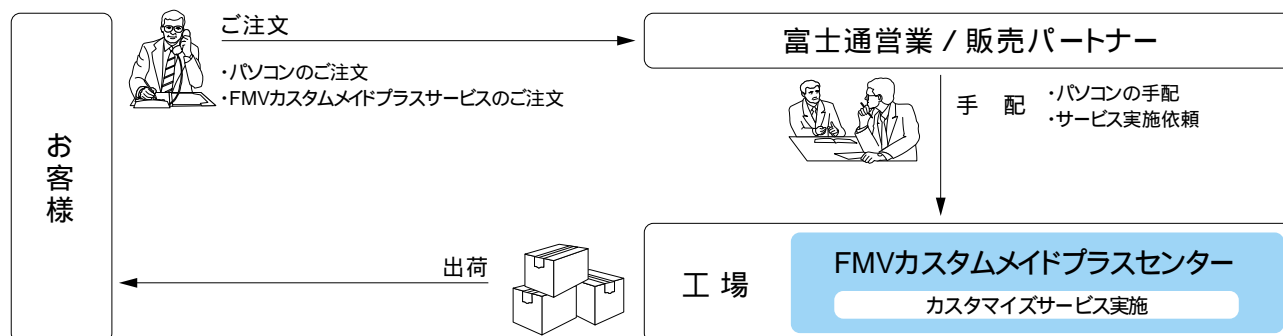 お客様
ご注文
・パソコンのご注文
・FMVカスタムメイドプラスサービスのご注文
富士通営業 / 販売パートナー
手 配
・パソコンの手配
・サービス実施依頼
工 場
FMVカスタムメイドプラスセンター
カスタマイズサービス実施
出荷